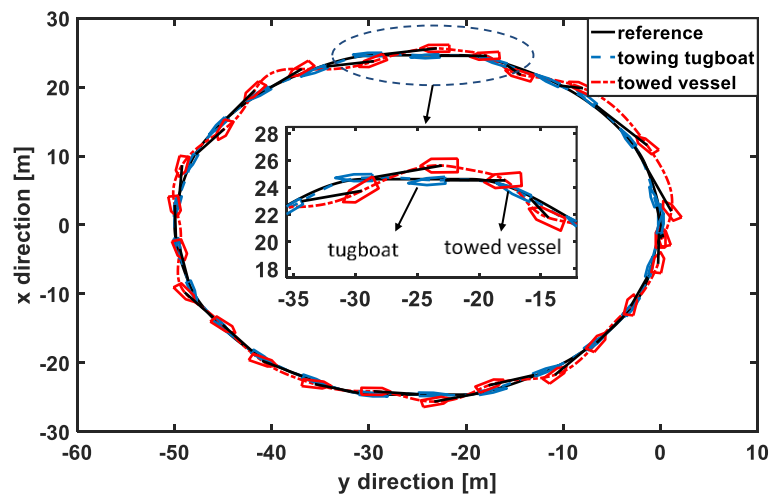 30
20
10
0
-10
-20
-30
x direction [m]
reference
towing tugboat
towed vessel
28
26
24
22
20
18
tugboat
towed vessel
-35 -30 -25 -20 -15
-60 -50 -40 -30 -20 -10 0 10
y direction [m]